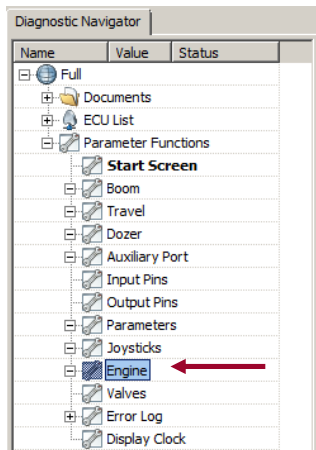 Diagnostic Navigator
Name Value Status
Full
Documents
ECU List
Parameter Functions
Start Screen
Boom
Travel
Dozer
Auxiliary Port
Input Pins
Output Pins
Parameters
Joysticks
Engine
Valves
Error Log
Display Clock